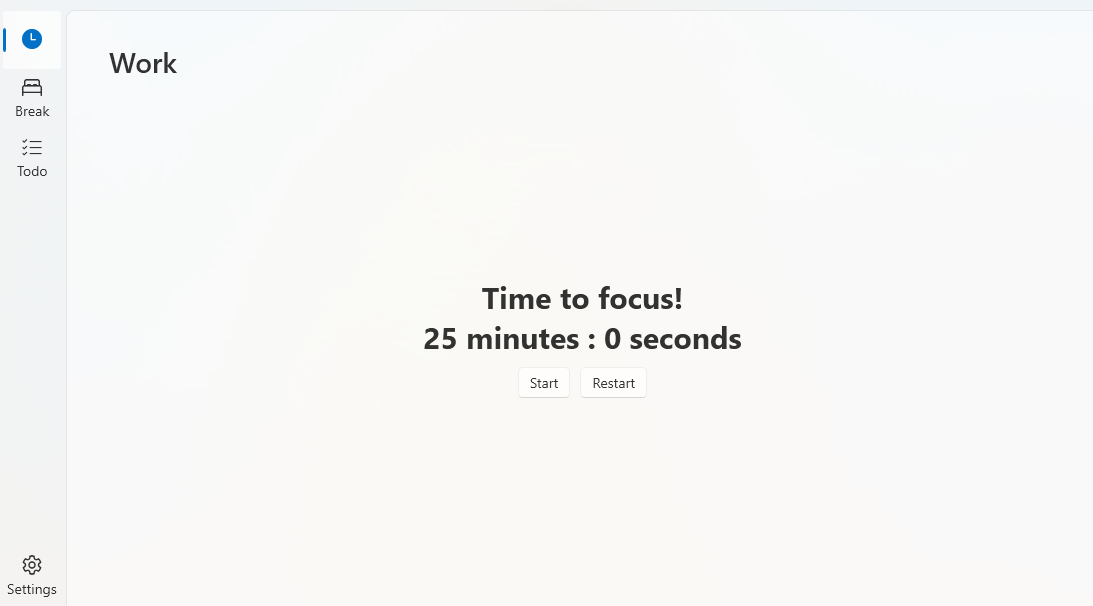 Work
Break
Todo
Time to focus!
25 minutes : 0 seconds
Start
Restart
Settings